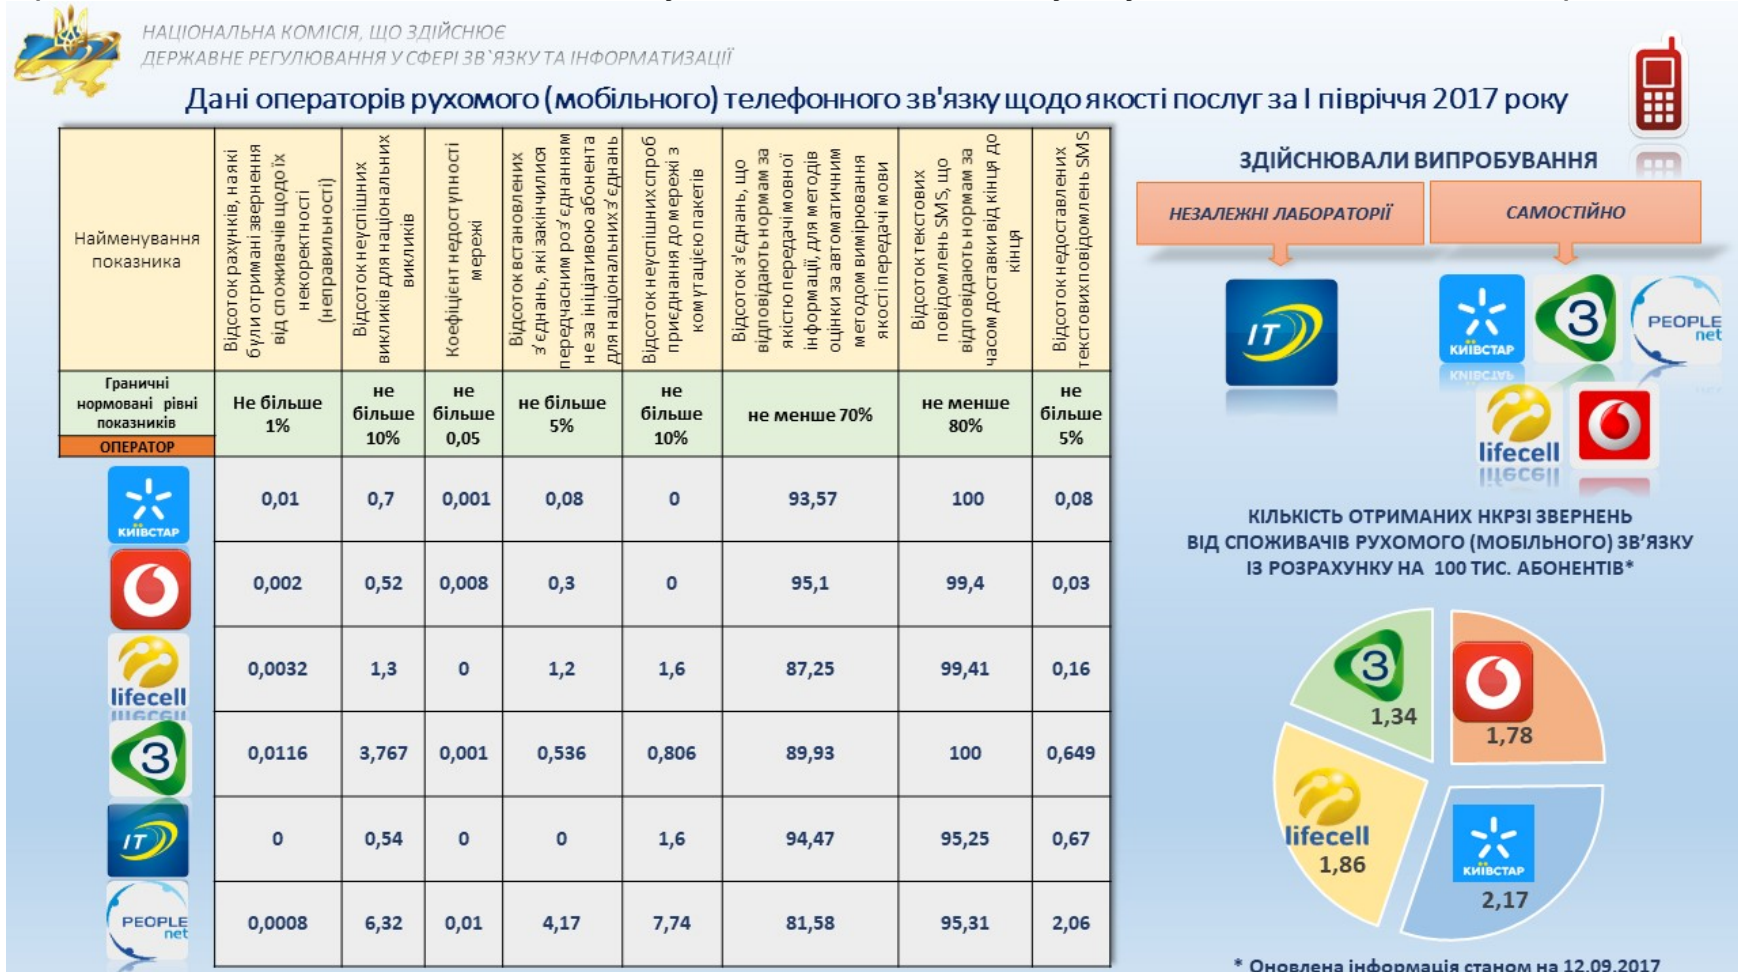 НАЦІОНАЛЬНА КОМІСІЯ, ЩО ЗДІЙСНЮЄ
ДЕРЖАВНЕ РЕГУЛЮВАННЯ У СФЕРІ ЗВ`ЯЗКУ ТА ІНФОРМАТИЗАЦІЇ
Дані операторів рухомого (мобільного) телефонного зв'язку щодо якості послуг за І півріччя 2017 року
Найменування
показника
Відсоток рахунків, на які
були отримані звернення
від споживачів щодо їх
некоректності
(неправильності)
Відсоток неуспішних
викликів для національних
викликів
Коефіцієнт недоступності
мережі
Відсоток встановлених
з'єднань, які закінчилися
передчасним роз'єднанням
не за ініціативою абонента
для національних з'єднань
Відсоток неуспішних спроб
приєднання до мережі з
комутацією пакетів
Відсоток з'єднань, що
відповідають нормам за
якістю передачі мовної
інформації, для методів
оцінки за автоматичним
методом вимірювання
якості передачі мови
Відсоток текстових
повідомлень SMS, що
відповідають нормам за
часом доставки від кінця до
кінця
Відсоток недоставлених
текстових повідомлень SMS
Граничні
нормовані рівні
показників
Не більше
1%
не
більше
10%
не
більше
0,05
не більше
5%
не
більше
10%
не менше 70%
не менше
80%
не
більше
5%
ОПЕРАТОР
КИЇВСТАР
0,01 0,7 0,001 0,08 0 93,57 100 0,08
0,002 0,52 0,008 0,3 0 95,1 99,4 0,03
lifecell
0,0032 1,3 0 1,2 1,6 87,25 99,41 0,16
3
0,0116 3,767 0,001 0,536 0,806 89,93 100 0,649
ІТ
0 0,54 0 0 1,6 94,47 95,25 0,67
PEOPLE
net
0,0008 6,32 0,01 4,17 7,74 81,58 95,31 2,06
ЗДІЙСНЮВАЛИ ВИПРОБУВАННЯ
НЕЗАЛЕЖНІ ЛАБОРАТОРІЇ
САМОСТІЙНО
ІТ
КИЇВСТАР
3
PEOPLE
net
lifecell
КІЛЬКІСТЬ ОТРИМАНИХ НКРЗІ ЗВЕРНЕНЬ
ВІД СПОЖИВАЧІВ РУХОМОГО (МОБІЛЬНОГО) ЗВ’ЯЗКУ
ІЗ РОЗРАХУНКУ НА 100 ТИС. АБОНЕНТІВ*
3
1,34
1,78
lifecell
1,86
КИЇВСТАР
2,17
* Оновлена інформація станом на 12.09.2017